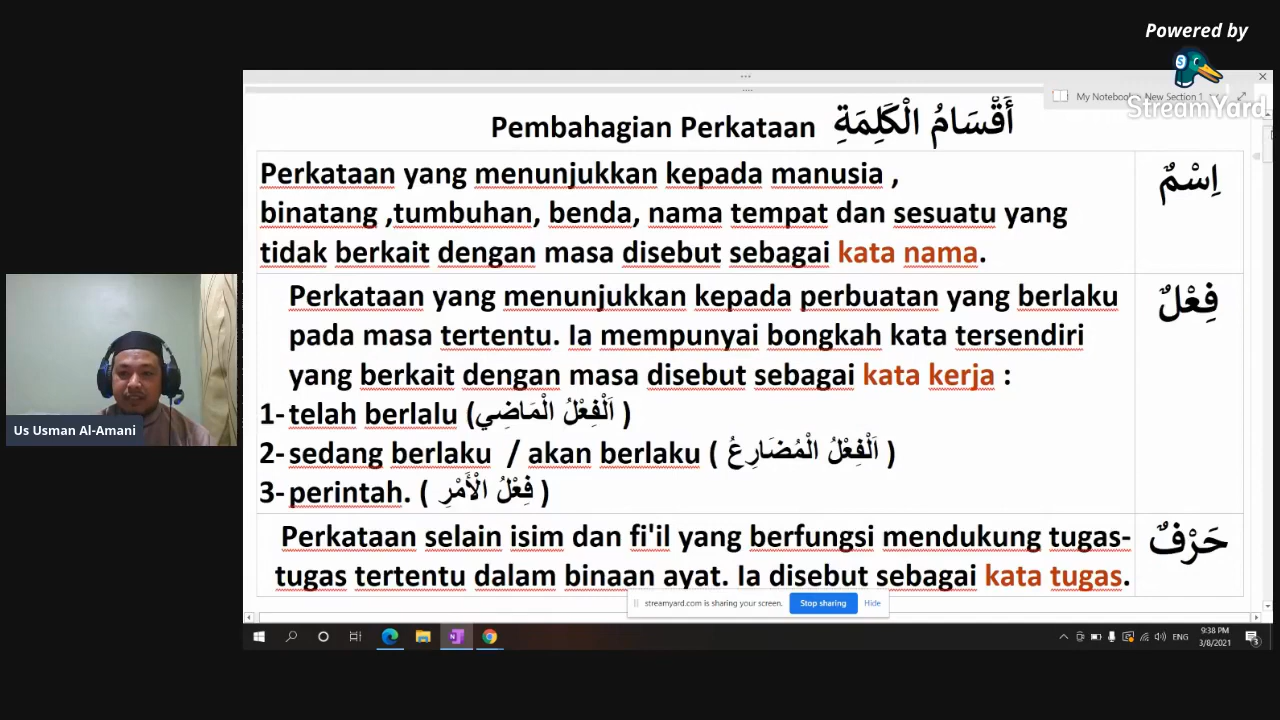 Powered by
StreamYard
My Notebook
New Section 1
Pembahagian Perkataan أَقْسَامُ الْكَلِمَةِ
Perkataan yang menunjukkan kepada manusia , اِسْمٌ
binatang ,tumbuhan, benda, nama tempat dan sesuatu yang
tidak berkait dengan masa disebut sebagai kata nama.
Perkataan yang menunjukkan kepada perbuatan yang berlaku فِعْلٌ
pada masa tertentu. Ia mempunyai bongkah kata tersendiri
yang berkait dengan masa disebut sebagai kata kerja :
1- telah berlalu (اَلْفِعْلُ الْمَاضِي )
2- sedang berlaku / akan berlaku ( اَلْفِعْلُ الْمُضَارِعُ )
3- perintah. ( فِعْلُ الْأَمْرِ )
Perkataan selain isim dan fi'il yang berfungsi mendukung tugas- حَرْفٌ
tugas tertentu dalam binaan ayat. Ia disebut sebagai kata tugas.
Us Usman Al-Amani
streamyard.com is sharing your screen. Stop sharing Hide
ENG
9:38 PM
3/8/2021